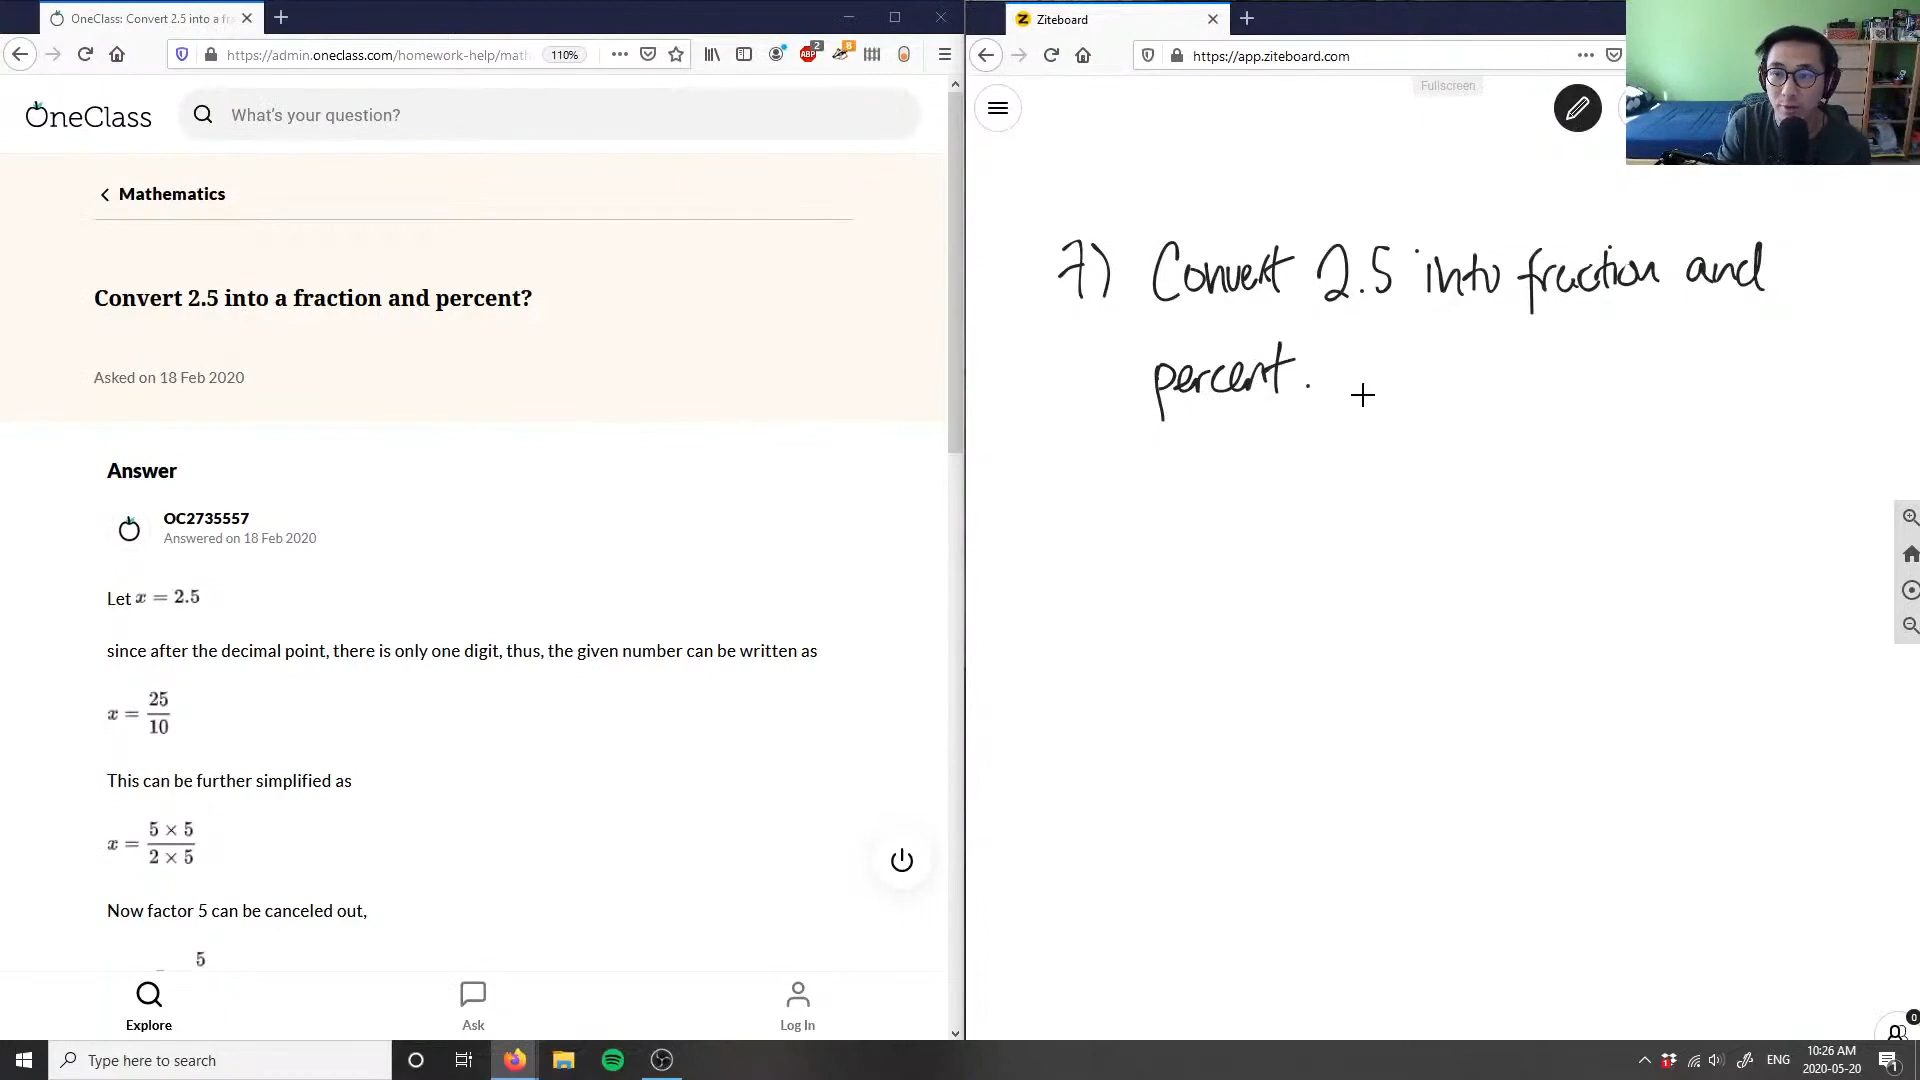 OneClass: Convert 2.5 into a fr
https://admin.oneclass.com/homework-help/math
110%
2
8
OneClass
What's your question?
Mathematics
Convert 2.5 into a fraction and percent?
Asked on 18 Feb 2020
Answer
OC2735557
Answered on 18 Feb 2020
Let x = 2.5
since after the decimal point, there is only one digit, thus, the given number can be written as
x = 25/10
This can be further simplified as
x = 5 × 5/2 × 5
Now factor 5 can be canceled out,
5
Explore
Ask
Log In
Ziteboard
https://app.ziteboard.com
Fullscreen
7) Convert 2.5 into fraction and
percent.
0
Type here to search
ENG
10:26 AM
2020-05-20
1